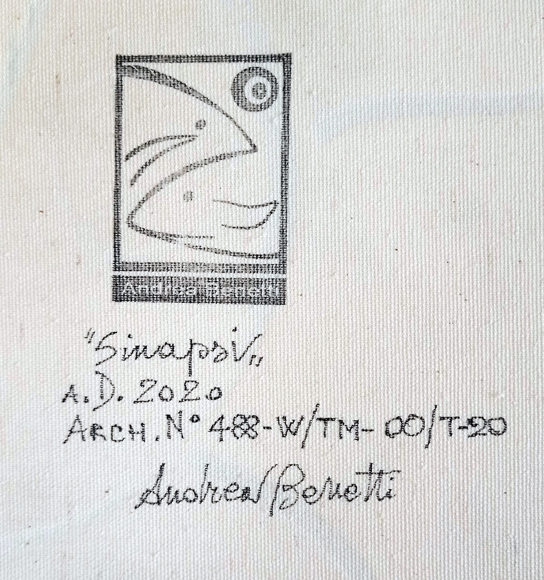 Andrea Benetti
"Sinapsi„
A.D. 2020
ARCH. N° 488-W/TM-00/T-20
Andrea Benetti